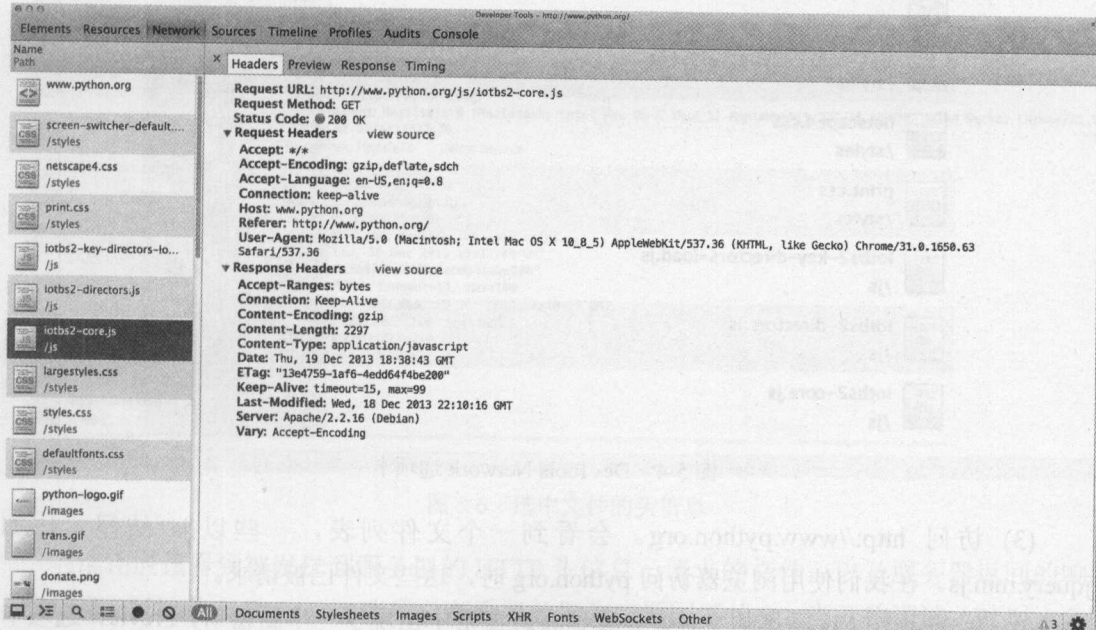 Developer Tools - http://www.python.org/
Elements Resources Network Sources Timeline Profiles Audits Console
Name
Path
× Headers Preview Response Timing
www.python.org
screen-switcher-default....
/styles
netscape4.css
/styles
print.css
/styles
iotbs2-key-directors-lo...
/js
iotbs2-directors.js
/js
iotbs2-core.js
/js
largestyles.css
/styles
styles.css
/styles
defaultfonts.css
/styles
python-logo.gif
/images
trans.gif
/images
donate.png
/images
Request URL: http://www.python.org/js/iotbs2-core.js
Request Method: GET
Status Code: 200 OK
▼ Request Headers view source
Accept: */*
Accept-Encoding: gzip,deflate,sdch
Accept-Language: en-US,en;q=0.8
Connection: keep-alive
Host: www.python.org
Referer: http://www.python.org/
User-Agent: Mozilla/5.0 (Macintosh; Intel Mac OS X 10_8_5) AppleWebKit/537.36 (KHTML, like Gecko) Chrome/31.0.1650.63
Safari/537.36
▼ Response Headers view source
Accept-Ranges: bytes
Connection: Keep-Alive
Content-Encoding: gzip
Content-Length: 2297
Content-Type: application/javascript
Date: Thu, 19 Dec 2013 18:38:43 GMT
ETag: "13e4759-1af6-4edd64f4be200"
Keep-Alive: timeout=15, max=99
Last-Modified: Wed, 18 Dec 2013 22:10:16 GMT
Server: Apache/2.2.16 (Debian)
Vary: Accept-Encoding
All Documents Stylesheets Images Scripts XHR Fonts WebSockets Other
3